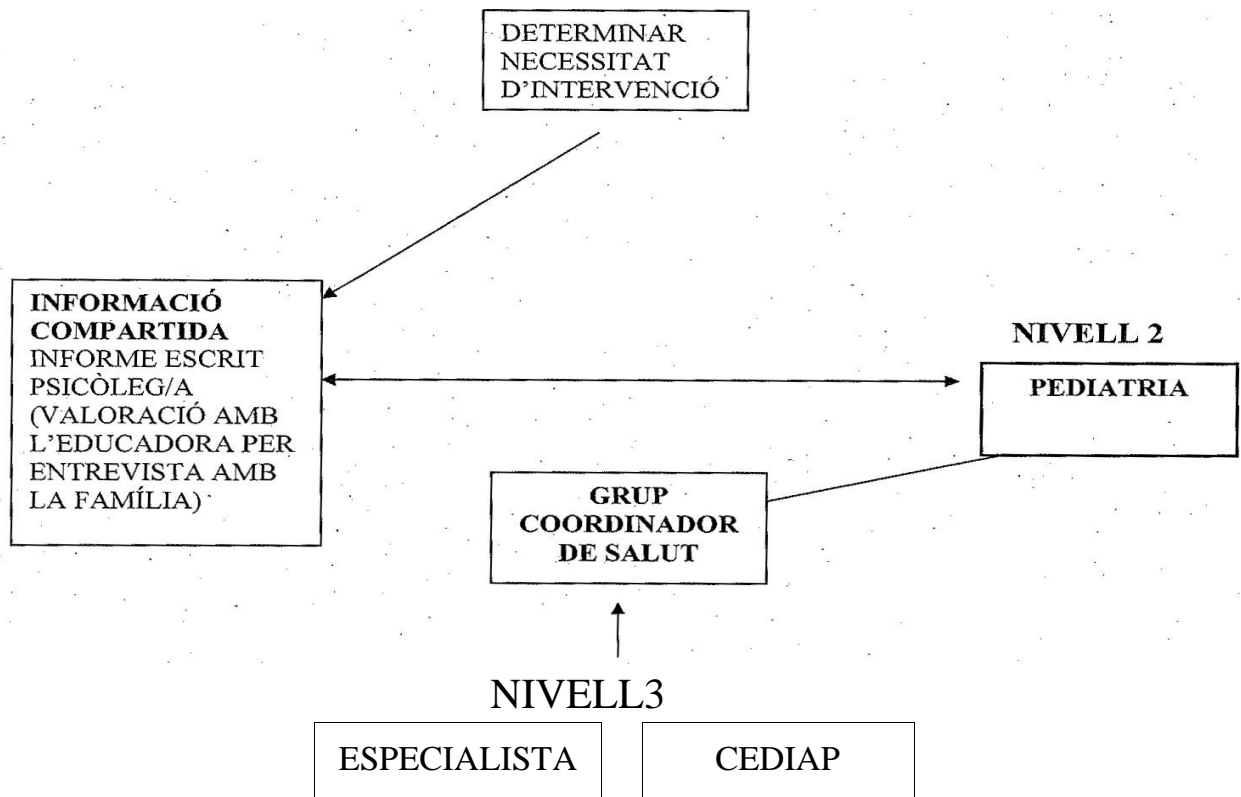 DETERMINAR
NECESSITAT
D'INTERVENCIÓ
INFORMACIÓ
COMPARTIDA
INFORME ESCRIT
PSICÒLEG/A
(VALORACIÓ AMB
L'EDUCADORA PER
ENTREVISTA AMB
LA FAMÍLIA)
NIVELL 2
PEDIATRIA
GRUP
COORDINADOR
DE SALUT
NIVELL3
ESPECIALISTA
CEDIAP